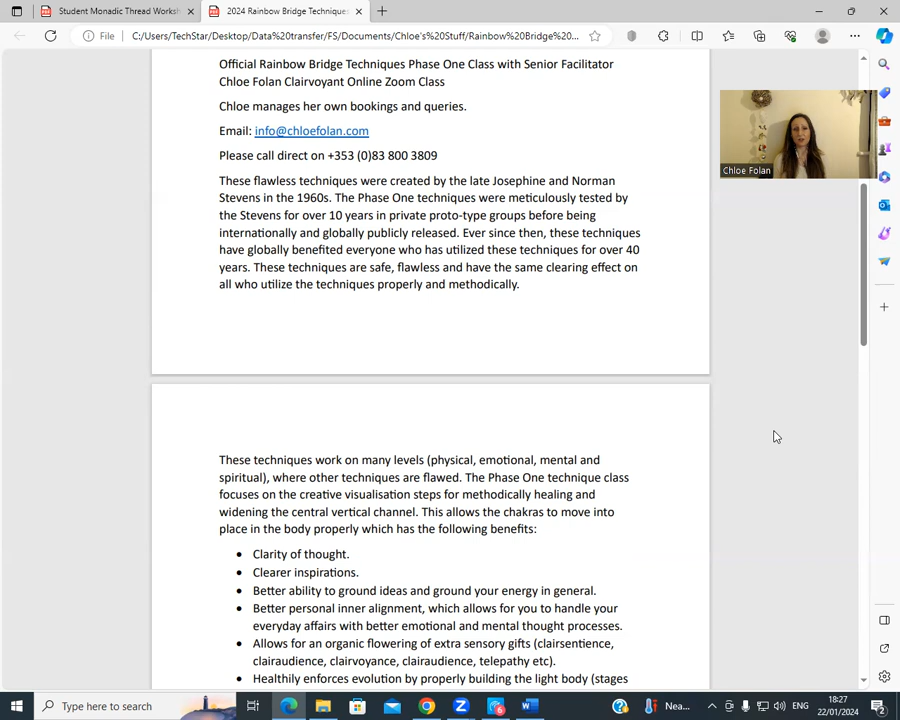 Student Monadic Thread Worksh
2024 Rainbow Bridge Techniques
File
C:/Users/TechStar/Desktop/Data%20transfer/FS/Documents/Chloe's%20Stuff/Rainbow%20Bridge%20...
Official Rainbow Bridge Techniques Phase One Class with Senior Facilitator
Chloe Folan Clairvoyant Online Zoom Class
Chloe manages her own bookings and queries.
Email: info@chloefolan.com
Please call direct on +353 (0)83 800 3809
Chloe Folan
These flawless techniques were created by the late Josephine and Norman
Stevens in the 1960s. The Phase One techniques were meticulously tested by
the Stevens for over 10 years in private proto-type groups before being
internationally and globally publicly released. Ever since then, these techniques
have globally benefited everyone who has utilized these techniques for over 40
years. These techniques are safe, flawless and have the same clearing effect on
all who utilize the techniques properly and methodically.
These techniques work on many levels (physical, emotional, mental and
spiritual), where other techniques are flawed. The Phase One technique class
focuses on the creative visualisation steps for methodically healing and
widening the central vertical channel. This allows the chakras to move into
place in the body properly which has the following benefits:
• Clarity of thought.
• Clearer inspirations.
• Better ability to ground ideas and ground your energy in general.
• Better personal inner alignment, which allows for you to handle your
everyday affairs with better emotional and mental thought processes.
• Allows for an organic flowering of extra sensory gifts (clairsentience,
clairaudience, clairvoyance, clairaudience, telepathy etc).
• Healthily enforces evolution by properly building the light body (stages
Type here to search
Nea...
ENG
18:27
22/01/2024
2